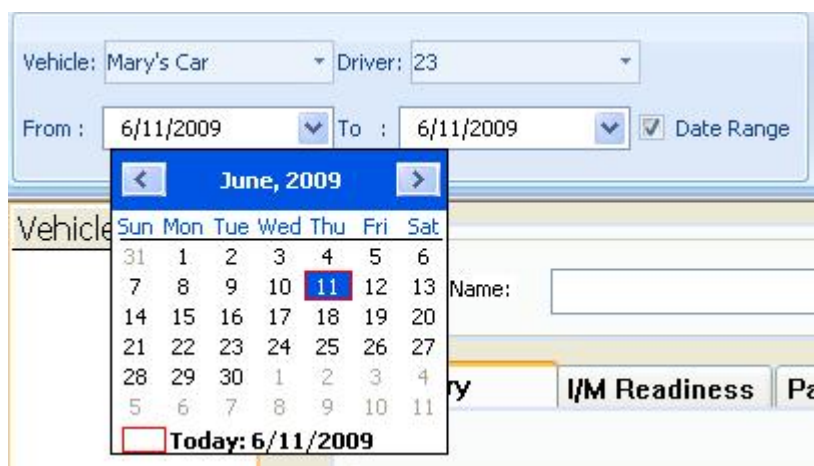 Vehicle: Mary's Car Driver: 23
From : 6/11/2009 To : 6/11/2009 Date Range
June, 2009
Sun Mon Tue Wed Thu Fri Sat
31 1 2 3 4 5 6
7 8 9 10 11 12 13
14 15 16 17 18 19 20
21 22 23 24 25 26 27
28 29 30 1 2 3 4
5 6 7 8 9 10 11
Today: 6/11/2009
Vehicle
Name:
ry I/M Readiness Pa